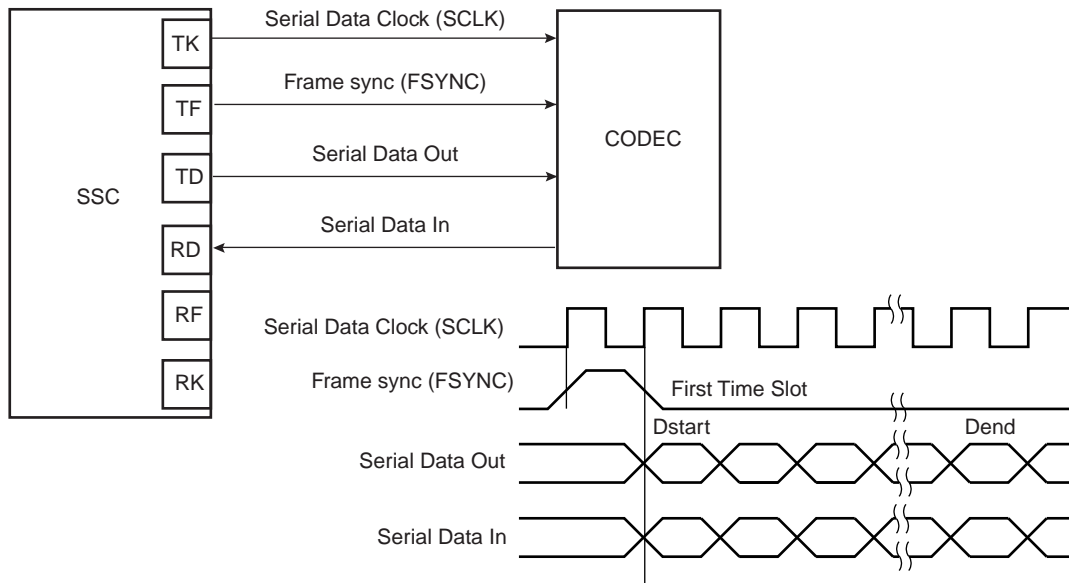 Serial Data Clock (SCLK)
TK
Frame sync (FSYNC)
TF
CODEC
Serial Data Out
TD
SSC
Serial Data In
RD
RF
Serial Data Clock (SCLK)
RK
Frame sync (FSYNC)
First Time Slot
Dstart
Dend
Serial Data Out
Serial Data In